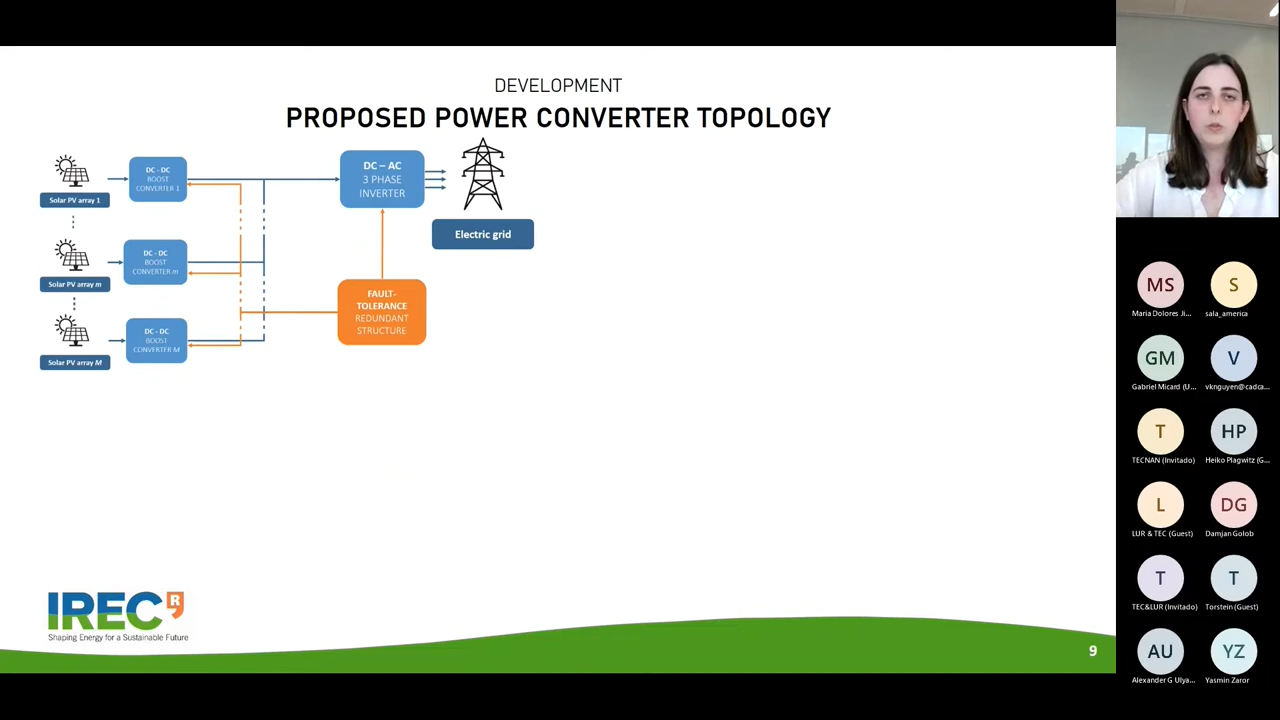 DEVELOPMENT
PROPOSED POWER CONVERTER TOPOLOGY
DC - DC
BOOST
CONVERTER 1
Solar PV array 1
DC – AC
3 PHASE
INVERTER
Electric grid
DC - DC
BOOST
CONVERTER m
Solar PV array m
FAULT-
TOLERANCE
REDUNDANT
STRUCTURE
DC - DC
BOOST
CONVERTER M
Solar PV array M
IREC R
Shaping Energy for a Sustainable Future
9
MS
Maria Dolores Ji...
S
sala_america
GM
Gabriel Micard (U...
V
vknguyen@cadca...
T
TECNAN (Invitado)
HP
Heiko Plagwitz (G...
L
LUR & TEC (Guest)
DG
Damjan Golob
T
TEC&LUR (Invitado)
T
Torstein (Guest)
AU
Alexander G Ulya...
YZ
Yasmin Zaror